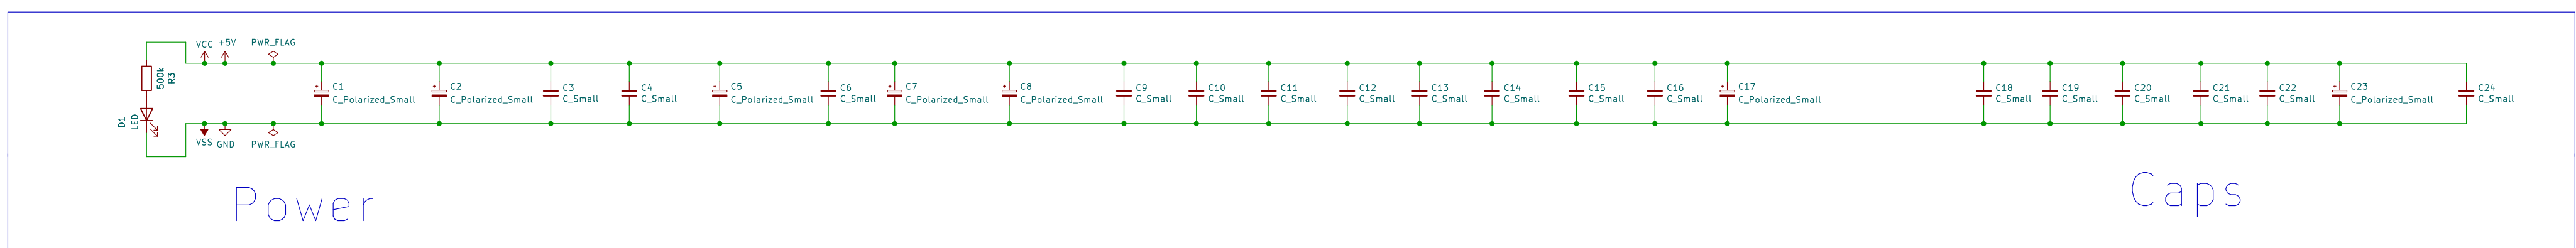 VCC
+5V
PWR_FLAG
500k
R3
D1
LED
VSS
GND
PWR_FLAG
C1
C_Polarized_Small
C2
C_Polarized_Small
C3
C_Small
C4
C_Small
C5
C_Polarized_Small
C6
C_Small
C7
C_Polarized_Small
C8
C_Polarized_Small
C9
C_Small
C10
C_Small
C11
C_Small
C12
C_Small
C13
C_Small
C14
C_Small
C15
C_Small
C16
C_Small
C17
C_Polarized_Small
C18
C_Small
C19
C_Small
C20
C_Small
C21
C_Small
C22
C_Small
C23
C_Polarized_Small
C24
C_Small
Power
Caps